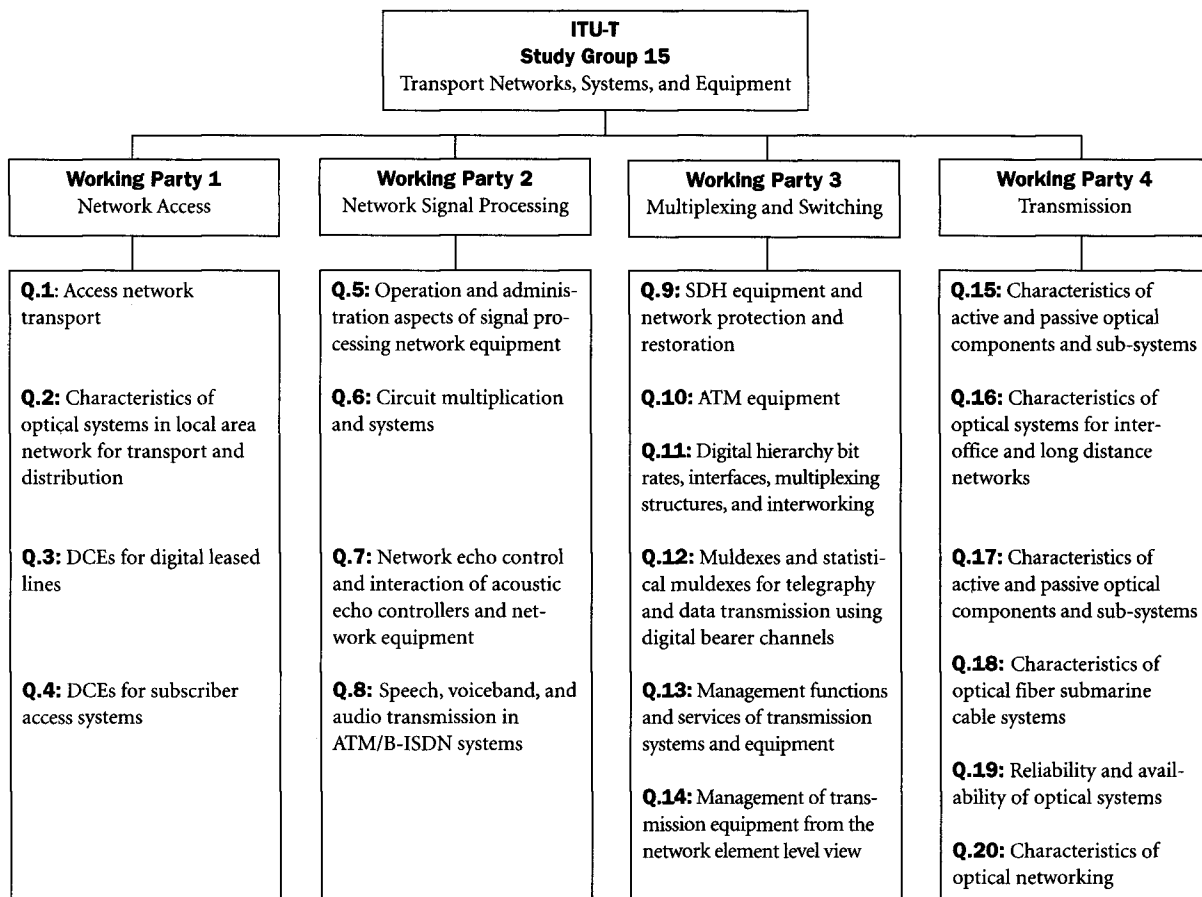 ITU-T
Study Group 15
Transport Networks, Systems, and Equipment
Working Party 1
Network Access
Q.1: Access network
transport
Q.2: Characteristics of
optical systems in local area
network for transport and
distribution
Q.3: DCEs for digital leased
lines
Q.4: DCEs for subscriber
access systems
Working Party 2
Network Signal Processing
Q.5: Operation and adminis-
tration aspects of signal pro-
cessing network equipment
Q.6: Circuit multiplication
and systems
Q.7: Network echo control
and interaction of acoustic
echo controllers and net-
work equipment
Q.8: Speech, voiceband, and
audio transmission in
ATM/B-ISDN systems
Working Party 3
Multiplexing and Switching
Q.9: SDH equipment and
network protection and
restoration
Q.10: ATM equipment
Q.11: Digital hierarchy bit
rates, interfaces, multiplexing
structures, and interworking
Q.12: Muldexes and statisti-
cal muldexes for telegraphy
and data transmission using
digital bearer channels
Q.13: Management functions
and services of transmission
systems and equipment
Q.14: Management of trans-
mission equipment from the
network element level view
Working Party 4
Transmission
Q.15: Characteristics of
active and passive optical
components and sub-systems
Q.16: Characteristics of
optical systems for inter-
office and long distance
networks
Q.17: Characteristics of
active and passive optical
components and sub-systems
Q.18: Characteristics of
optical fiber submarine
cable systems
Q.19: Reliability and avail-
ability of optical systems
Q.20: Characteristics of
optical networking